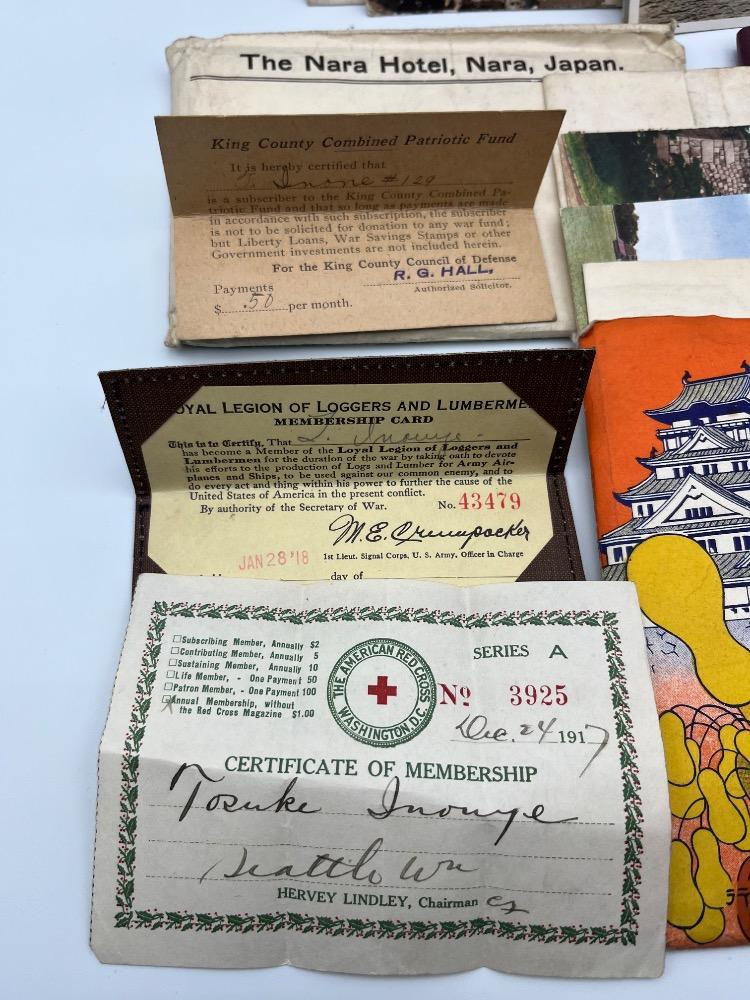 The Nara Hotel, Nara, Japan.
King County Combined Patriotic Fund
It is hereby certified that
T. Inone #129
is a subscriber to the King County Combined Pa-
triotic Fund and that so long as payments are made
in accordance with such subscription, the subscriber
is not to be solicited for donation to any war fund;
but Liberty Loans, War Savings Stamps or other
Government investments are not included herein.
For the King County Council of Defense
R. G. HALL,
Payments
Authorized Solicitor.
$ .50 per month.
OYAL LEGION OF LOGGERS AND LUMBERME
MEMBERSHIP CARD
This is to Certify, That T. Inouye
has become a Member of the Loyal Legion of Loggers and
Lumbermen for the duration of the war by taking oath to devote
his efforts to the production of Logs and Lumber for Army Air-
planes and Ships, to be used against our common enemy, and to
do every act and thing within his power to further the cause of the
United States of America in the present conflict.
By authority of the Secretary of War. No. 43479
M.E. Crumpacker
JAN 28 '18 1st Lieut. Signal Corps, U. S. Army, Officer in Charge
day of
Subscribing Member, Annually $2
Contributing Member, Annually 5
Sustaining Member, Annually 10
Life Member, - One Payment 50
Patron Member, - One Payment 100
Annual Membership, without
the Red Cross Magazine $1.00
THE AMERICAN RED CROSS
WASHINGTON, D.C.
SERIES A
No 3925
Dec. 24 1917
CERTIFICATE OF MEMBERSHIP
Tosuke Inouye
Seattle Wn
HERVEY LINDLEY, Chairman